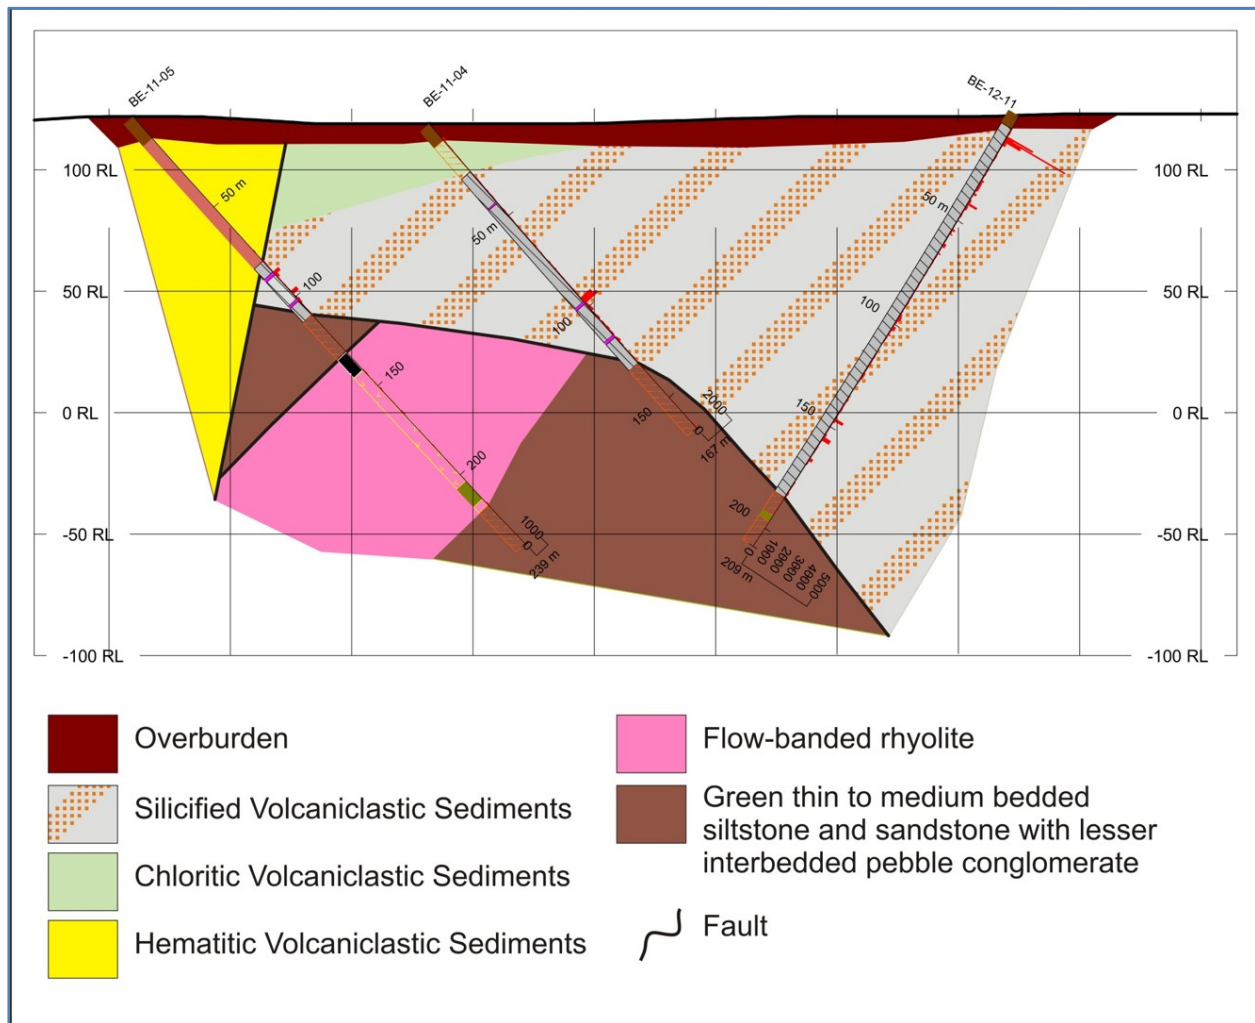 BE-11-05
BE-11-04
BE-12-11
100 RL
100 RL
50 m
50 m
50 m
100
50 RL
50 RL
100
100
150
150
0 RL
0 RL
150
2000
0
167 m
200
200
-50 RL
-50 RL
1000
0
239 m
0
1000
2000
3000
4000
5000
209 m
-100 RL
-100 RL
Overburden
Silicified Volcaniclastic Sediments
Chloritic Volcaniclastic Sediments
Hematitic Volcaniclastic Sediments
Flow-banded rhyolite
Green thin to medium bedded
siltstone and sandstone with lesser
interbedded pebble conglomerate
Fault